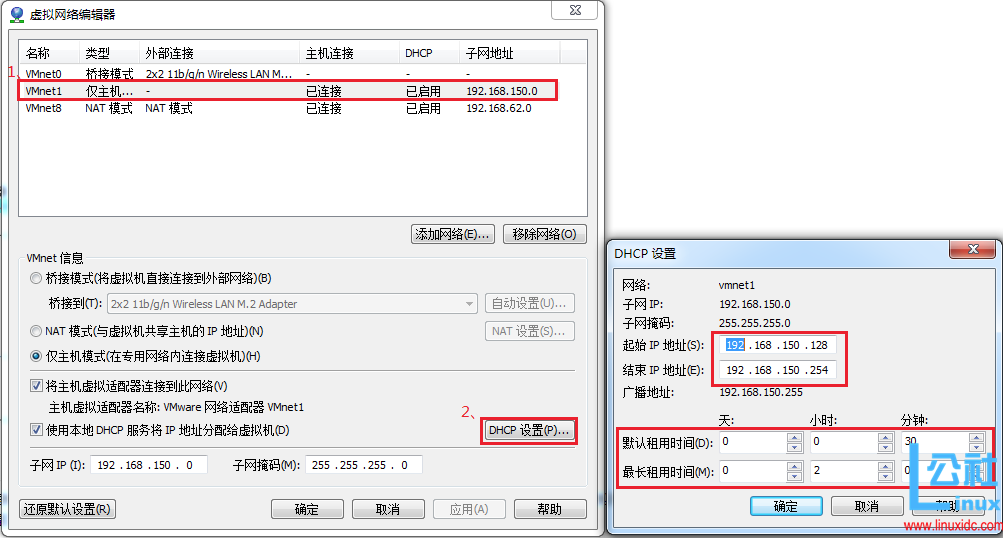 虚拟网络编辑器
名称 类型 外部连接 主机连接 DHCP 子网地址
1、
VMnet0 桥接模式 2x2 11b/g/n Wireless LAN M... - - -
VMnet1 仅主机... - 已连接 已启用 192.168.150.0
VMnet8 NAT 模式 NAT 模式 已连接 已启用 192.168.62.0
添加网络(E)... 移除网络(O)
VMnet 信息
桥接模式(将虚拟机直接连接到外部网络)(B)
桥接到(T): 2x2 11b/g/n Wireless LAN M.2 Adapter 自动设置(U)...
NAT 模式(与虚拟机共享主机的 IP 地址)(N) NAT 设置(S)...
仅主机模式(在专用网络内连接虚拟机)(H)
将主机虚拟适配器连接到此网络(V)
主机虚拟适配器名称: VMware 网络适配器 VMnet1
2、
使用本地 DHCP 服务将 IP 地址分配给虚拟机(D) DHCP 设置(P)...
子网 IP (I): 192 .168 .150 . 0 子网掩码(M): 255 .255 .255 . 0
还原默认设置(R) 确定 取消 应用(A) 帮助
DHCP 设置
网络: vmnet1
子网 IP: 192.168.150.0
子网掩码: 255.255.255.0
起始 IP 地址(S): 192 .168 .150 .128
结束 IP 地址(E): 192 .168 .150 .254
广播地址: 192.168.150.255
天: 小时: 分钟:
默认租用时间(D): 0 0 30
最长租用时间(M): 0 2 0
确定 取消 帮助
Linux公社
www.linuxidc.com